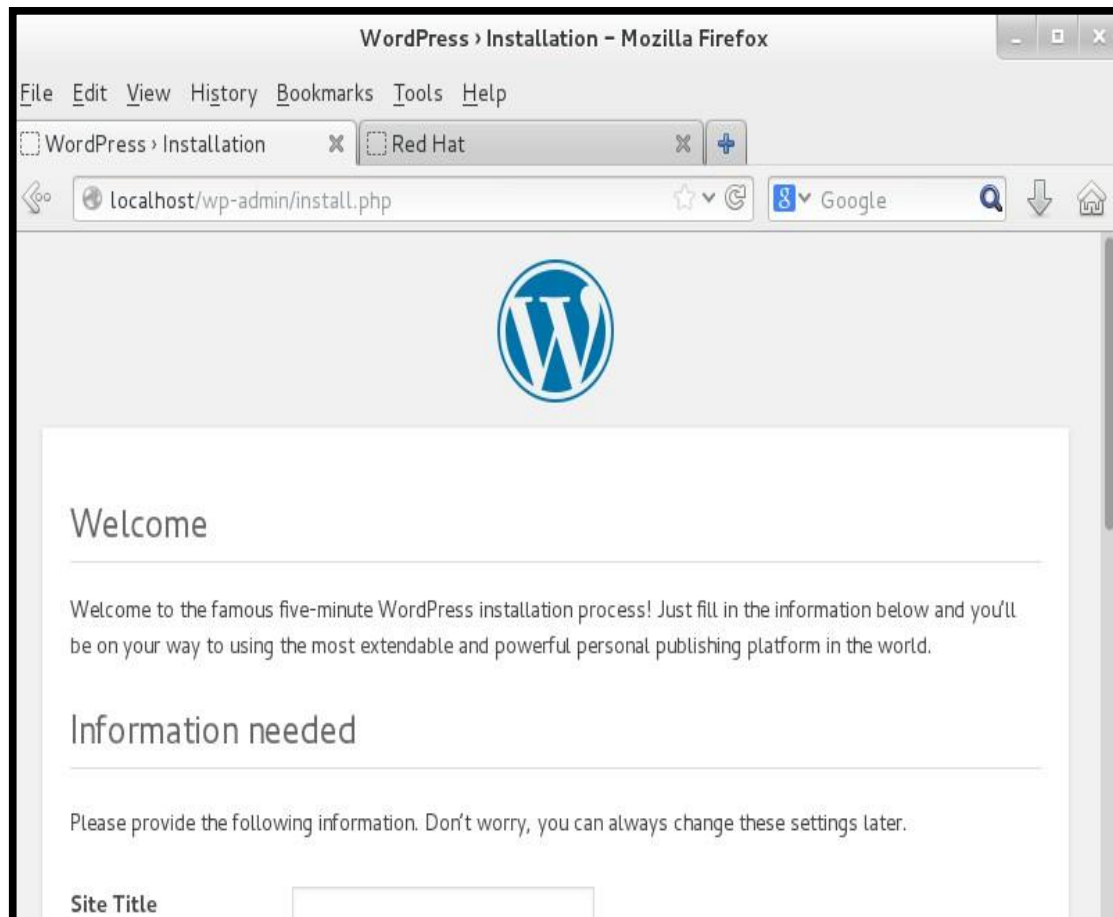 WordPress › Installation – Mozilla Firefox
File Edit View History Bookmarks Tools Help
WordPress › Installation
Red Hat
localhost/wp-admin/install.php
8 Google
W
Welcome
Welcome to the famous five-minute WordPress installation process! Just fill in the information below and you'll
be on your way to using the most extendable and powerful personal publishing platform in the world.
Information needed
Please provide the following information. Don't worry, you can always change these settings later.
Site Title